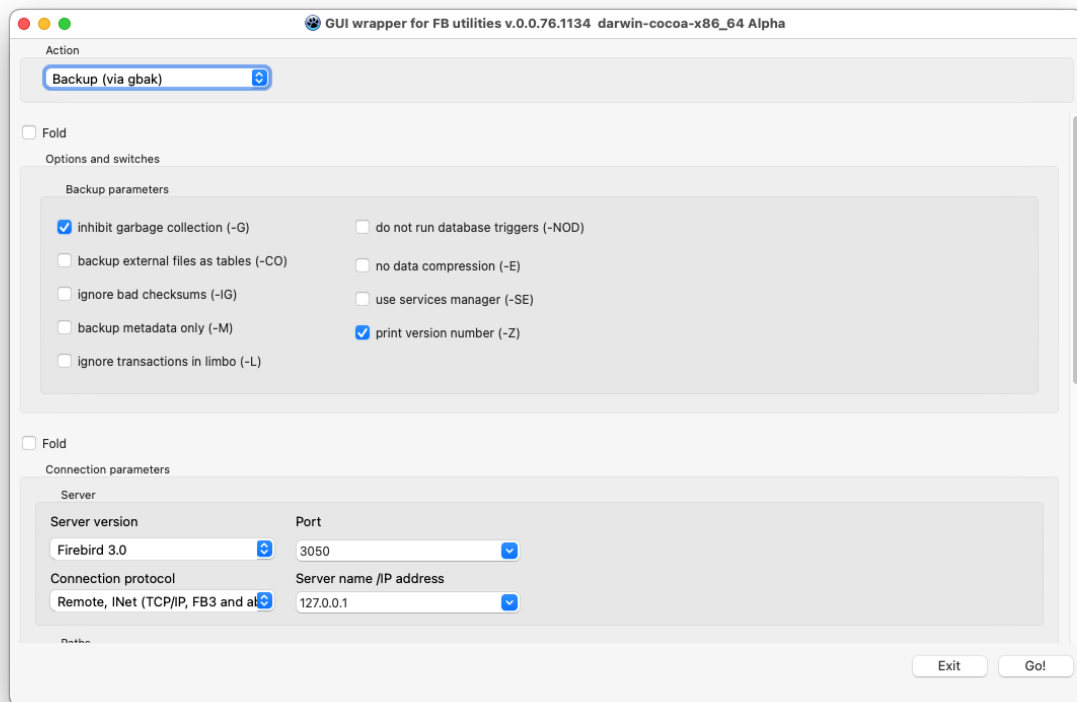 GUI wrapper for FB utilities v.0.0.76.1134 darwin-cocoa-x86_64 Alpha
Action
Backup (via gbak)
Fold
Options and switches
Backup parameters
inhibit garbage collection (-G)
do not run database triggers (-NOD)
backup external files as tables (-CO)
no data compression (-E)
ignore bad checksums (-IG)
use services manager (-SE)
backup metadata only (-M)
print version number (-Z)
ignore transactions in limbo (-L)
Fold
Connection parameters
Server
Server version
Port
Firebird 3.0
3050
Connection protocol
Server name /IP address
Remote, INet (TCP/IP, FB3 and
127.0.0.1
Paths
Exit
Go!